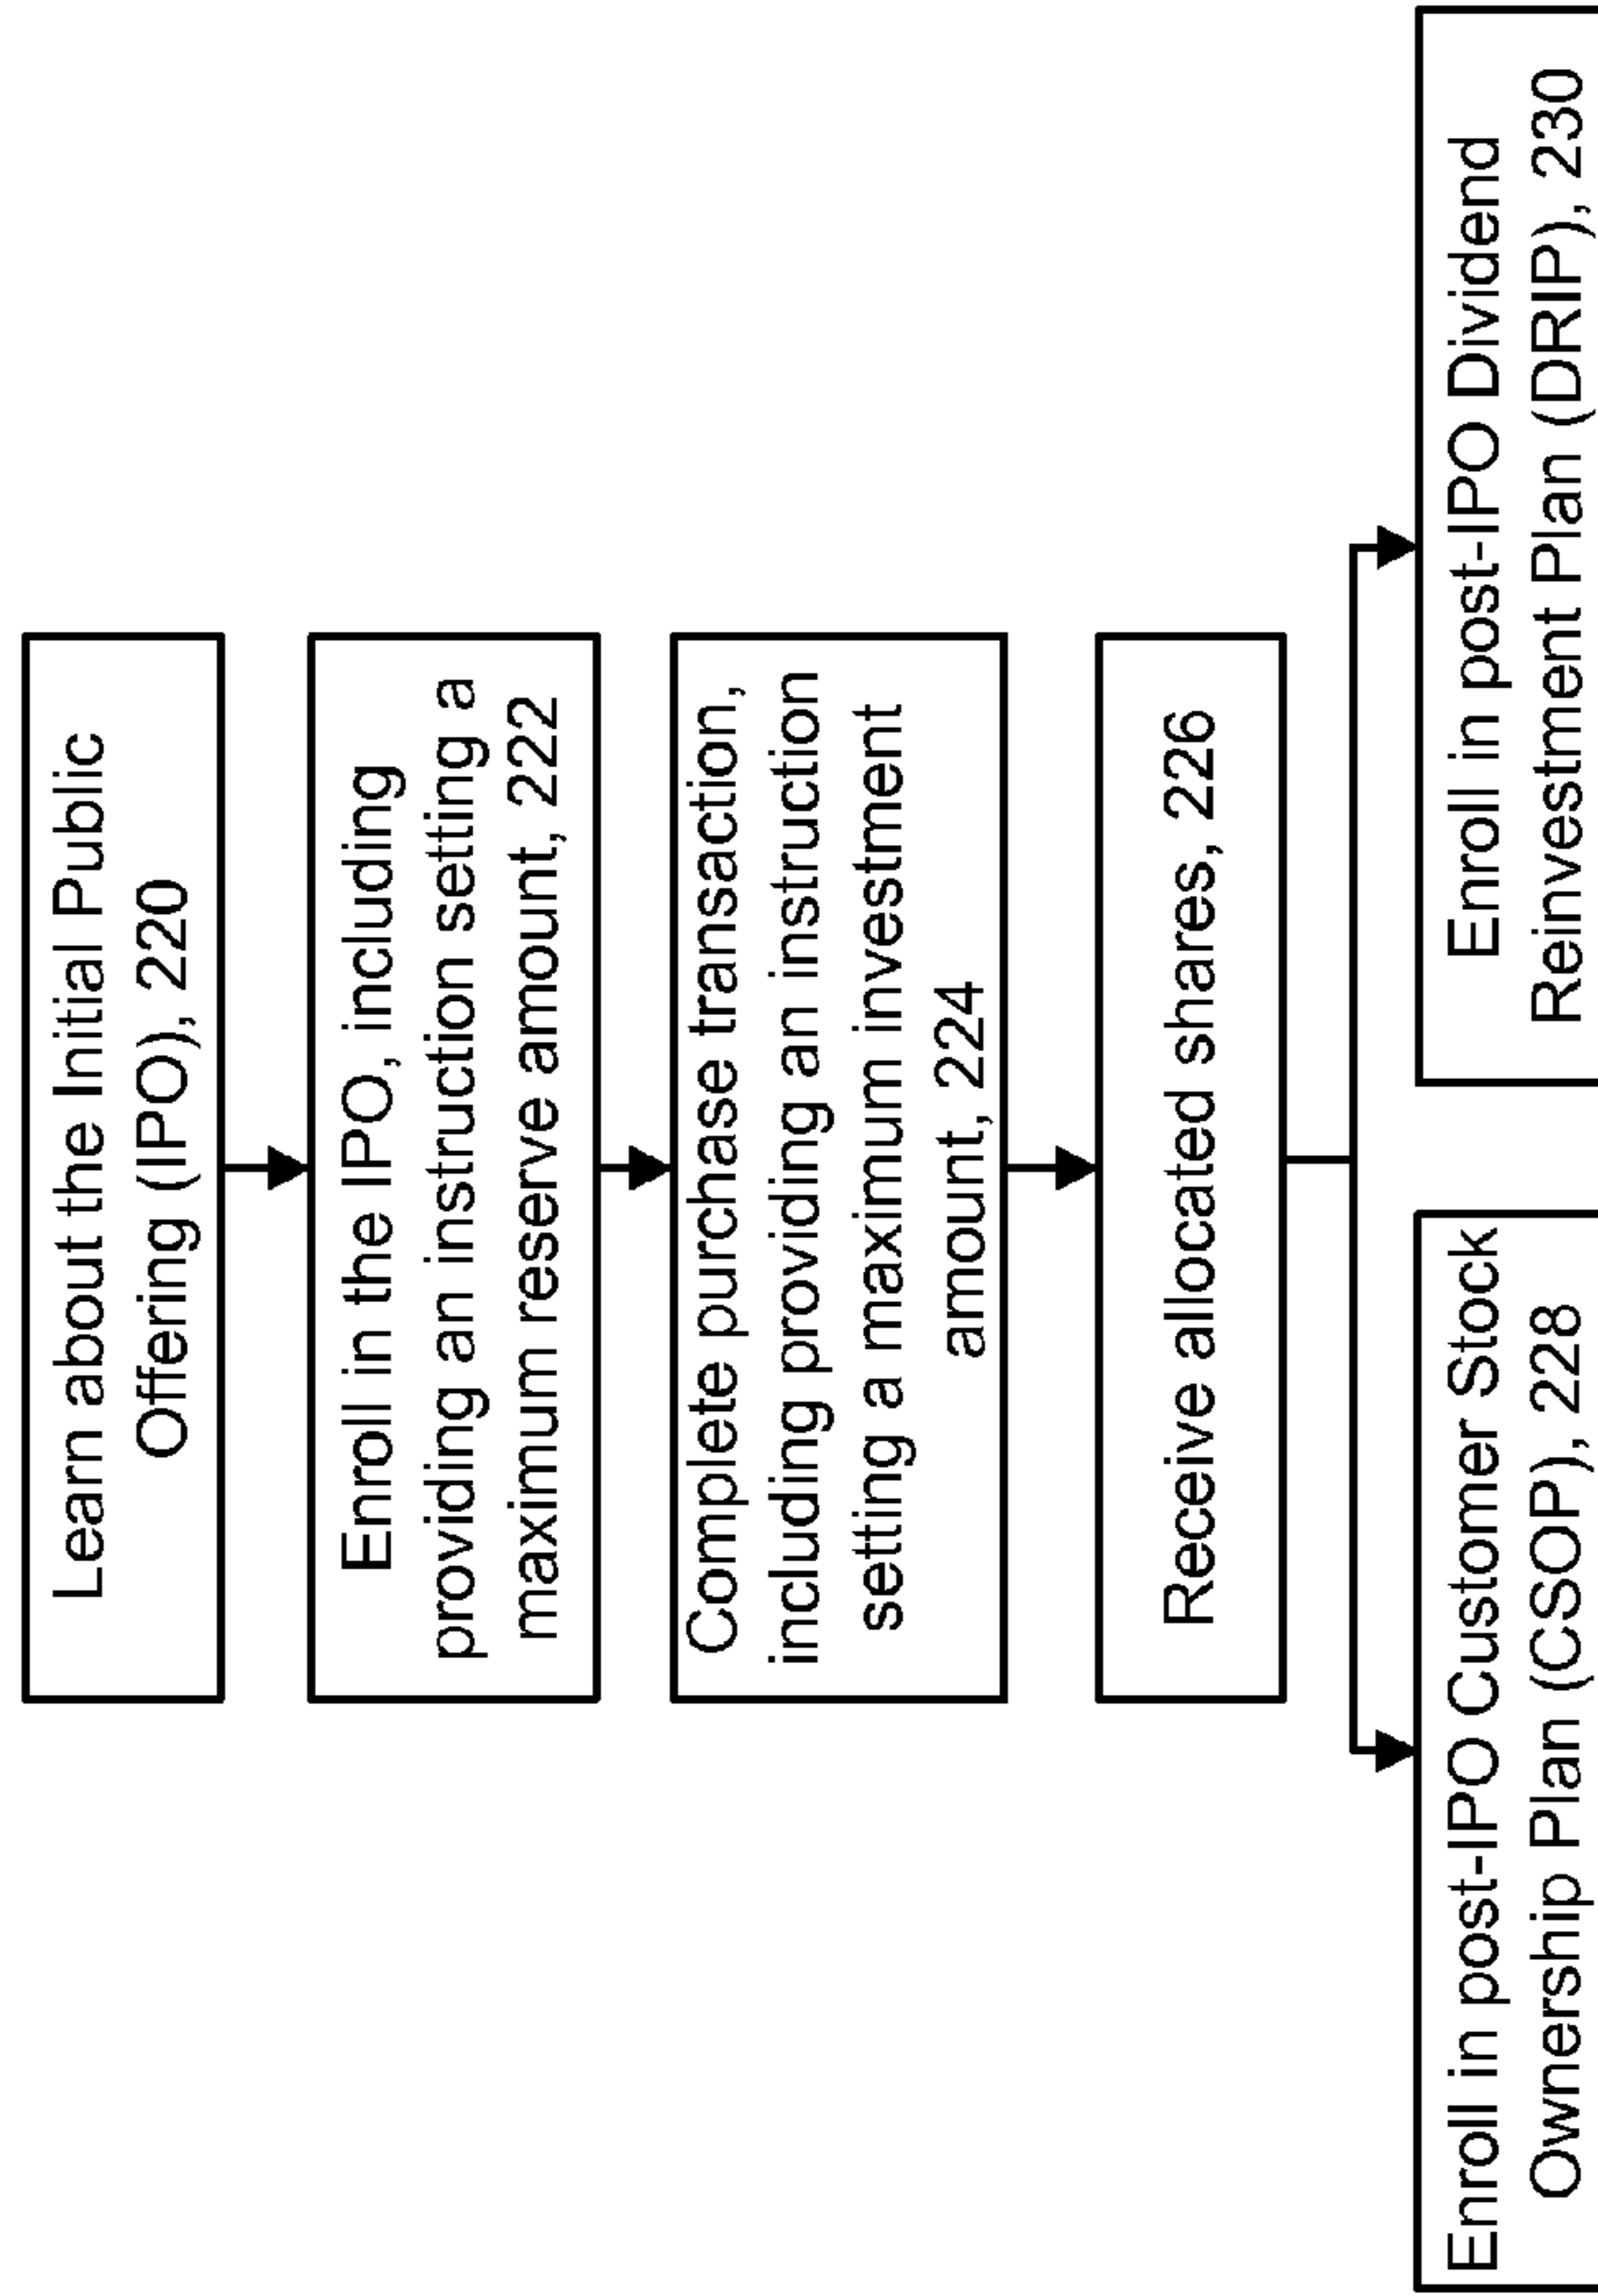 Learn about the Initial Public
Offering (IPO), 220
Enroll in the IPO, including
providing an instruction setting a
maximum reserve amount, 222
Complete purchase transaction,
including providing an instruction
setting a maximum investment
amount, 224
Receive allocated shares, 226
Enroll in post-IPO Customer Stock
Ownership Plan (CSOP), 228
Enroll in post-IPO Dividend
Reinvestment Plan (DRIP), 230